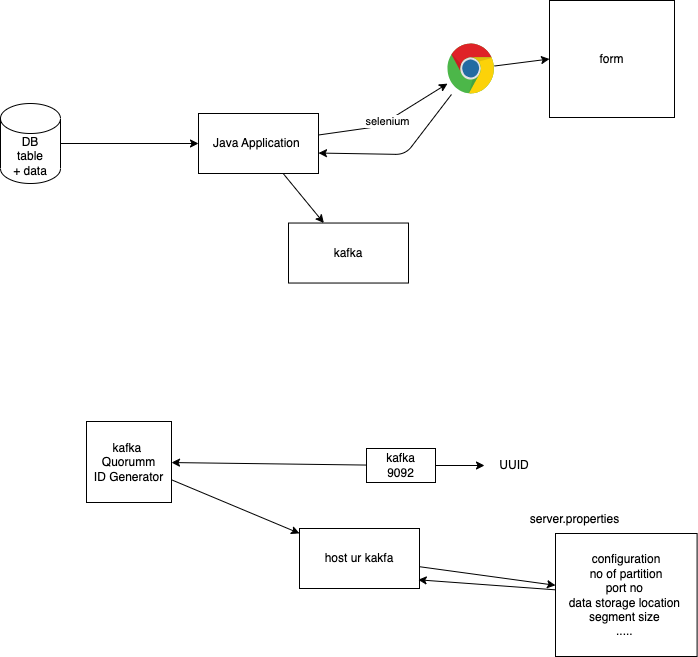 form
selenium
DB
table
+ data
Java Application
kafka
kafka
Quorumm
ID Generator
kafka
9092
UUID
server.properties
host ur kakfa
configuration
no of partition
port no
data storage location
segment size
.....